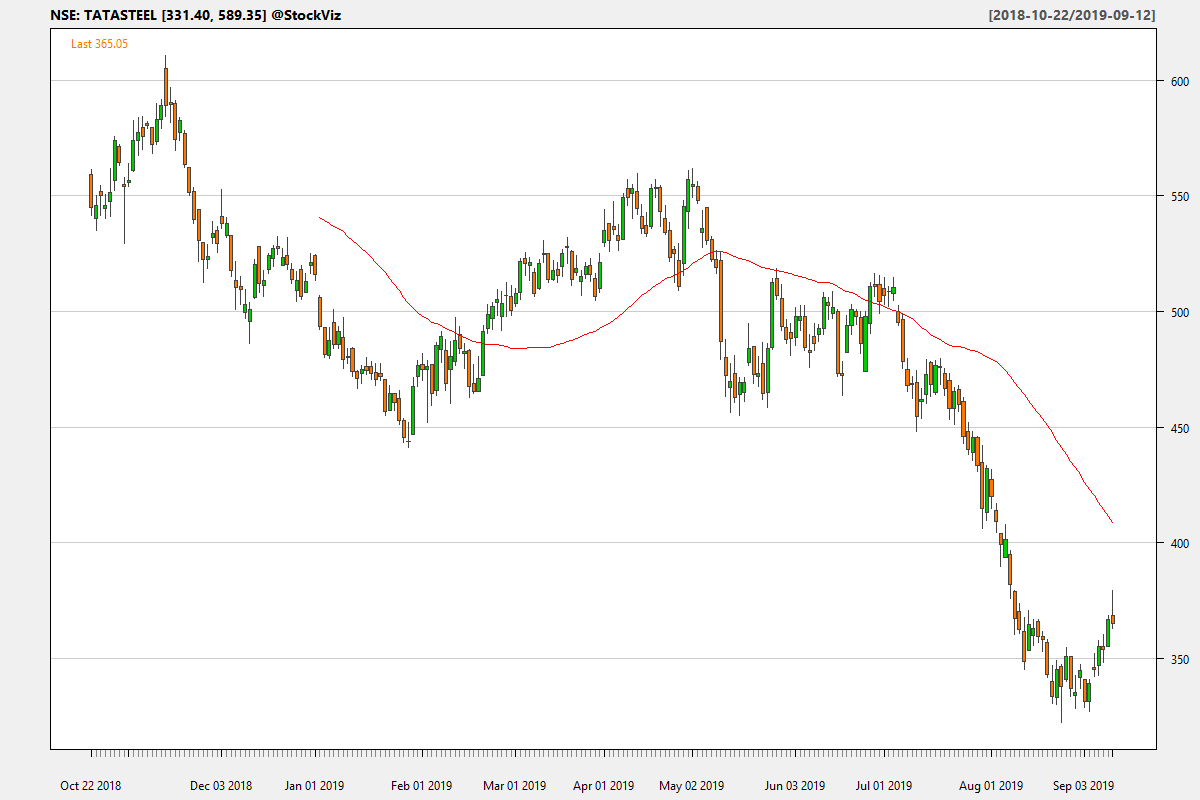 NSE: TATASTEEL [331.40, 589.35] @StockViz
[2018-10-22/2019-09-12]
Last 365.05
600
550
500
450
400
350
Oct 22 2018 Dec 03 2018 Jan 01 2019 Feb 01 2019 Mar 01 2019 Apr 01 2019 May 02 2019 Jun 03 2019 Jul 01 2019 Aug 01 2019 Sep 03 2019